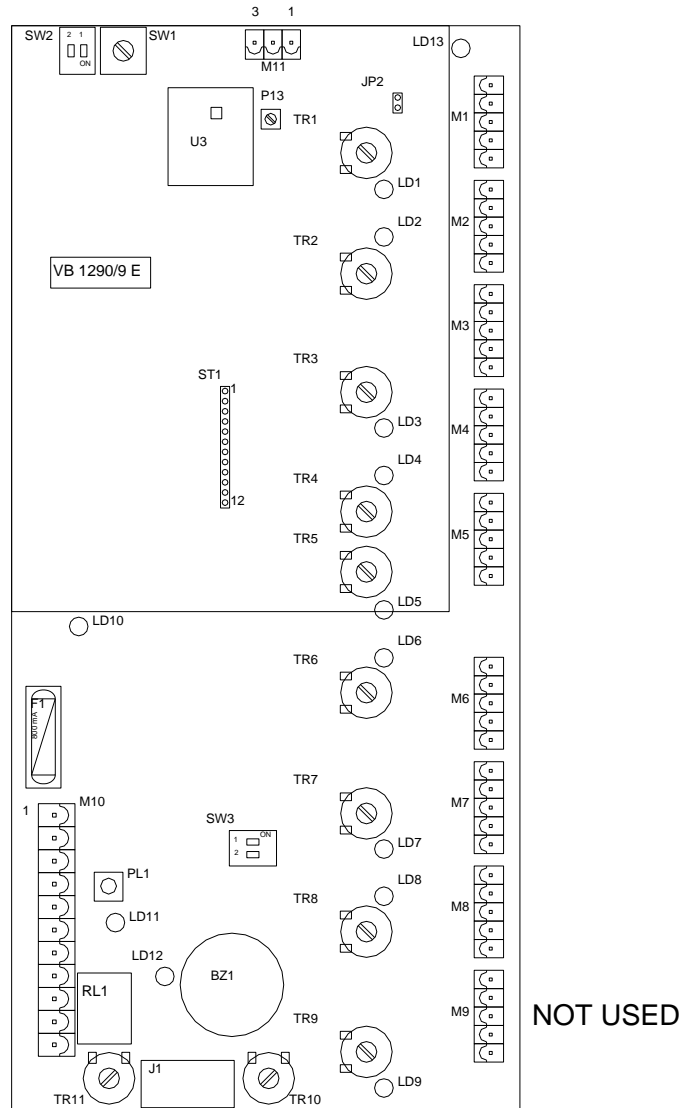 3 1
SW2 2 1 ON SW1
M11
LD13
P13
JP2
TR1
M1
U3
LD1
LD2
M2
TR2
VB 1290/9 E
M3
TR3
ST1
1
LD3
M4
LD4
TR4
12
TR5
M5
LD5
LD10
LD6
TR6
F1
800 mA
M6
TR7
M7
1 M10
SW3
1 ON
2
LD7
PL1
TR8
LD8
M8
LD11
LD12
BZ1
RL1
TR9
M9
NOT USED
J1
TR11
TR10
LD9